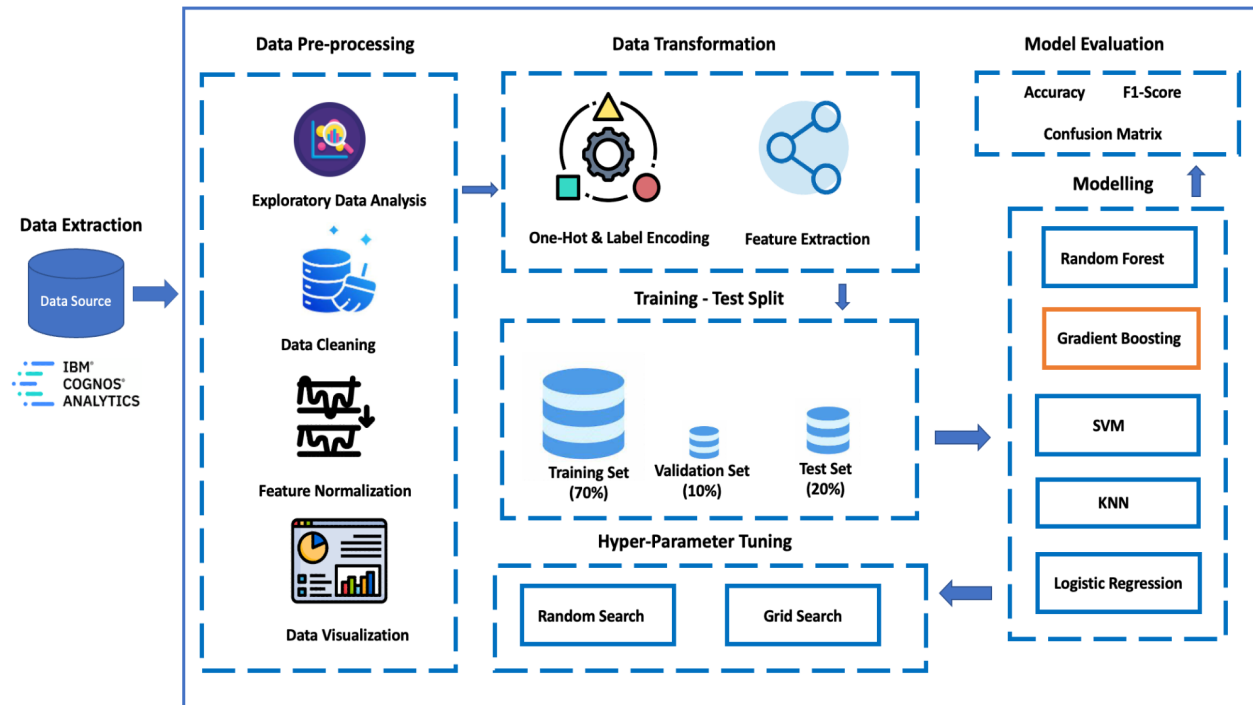 Data Extraction
Data Source
IBM®
COGNOS®
ANALYTICS
Data Pre-processing
Exploratory Data Analysis
Data Cleaning
Feature Normalization
Data Visualization
Data Transformation
One-Hot & Label Encoding
Feature Extraction
Training - Test Split
Training Set
(70%)
Validation Set
(10%)
Test Set
(20%)
Hyper-Parameter Tuning
Random Search
Grid Search
Model Evaluation
Accuracy
F1-Score
Confusion Matrix
Modelling
Random Forest
Gradient Boosting
SVM
KNN
Logistic Regression